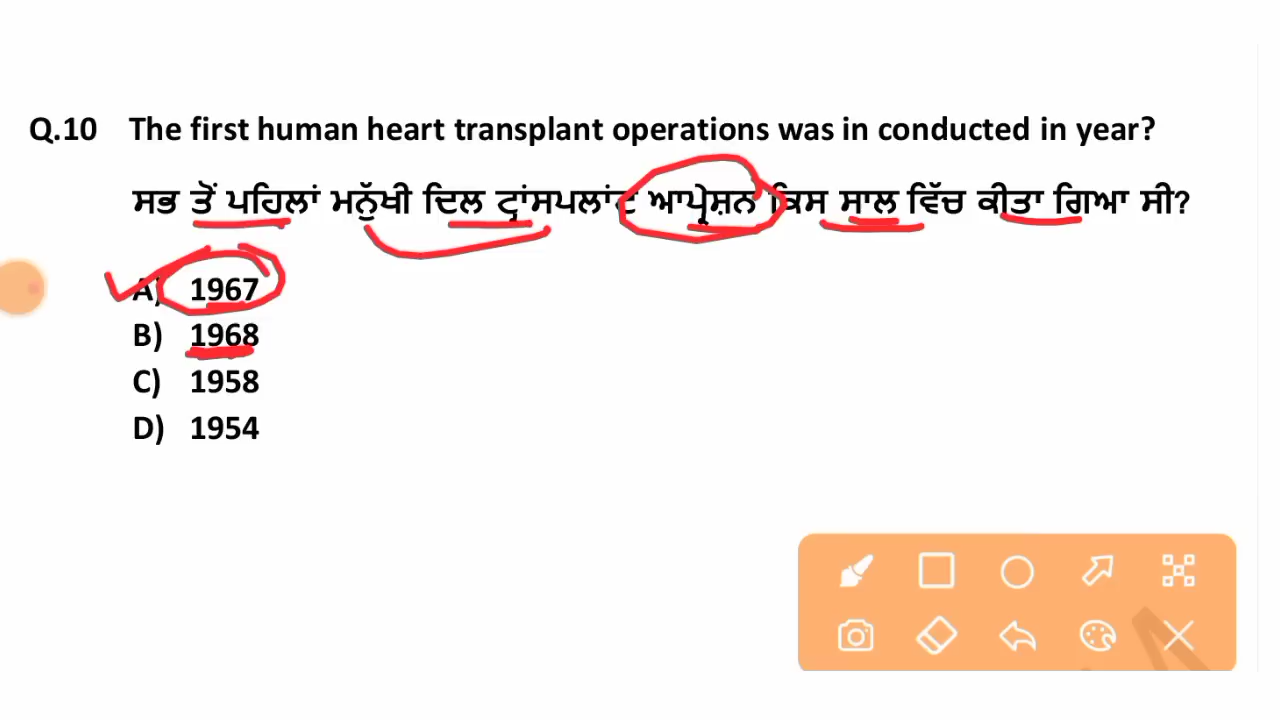 Q.10 The first human heart transplant operations was in conducted in year?
ਸਭ ਤੋਂ ਪਹਿਲਾਂ ਮਨੁੱਖੀ ਦਿਲ ਟ੍ਰਾਂਸਪਲਾਂਟ ਆਪ੍ਰੇਸ਼ਨ ਕਿਸ ਸਾਲ ਵਿੱਚ ਕੀਤਾ ਗਿਆ ਸੀ?
A) 1967
B) 1968
C) 1958
D) 1954